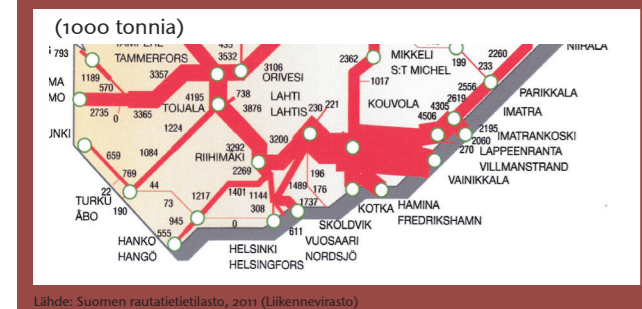 (1000 tonnia)
793
TAMMERFORS
3532
2362
MIKKELI
S:T MICHEL
199
2260
233
NIIRALA
1189
570
3357
3106
ORIVESI
1017
2556
PARIKKALA
MA
MO
2735
0
3365
4195
TOIJALA
738
3876
LAHTI
LAHTIS
230
221
KOUVOLA
4305
2619
4506
IMATRA
UNKI
1224
3292
3200
2195
2060
270
IMATRANKOSKI
LAPPEENRANTA
VILLMANSTRAND
VAINIKKALA
659
1084
RIIHIMÄKI
2269
769
44
22
TURKU
ÅBO
190
73
1217
1401
1144
308
1489
196
176
1737
945
555
0
611
KOTKA
HAMINA
FREDRIKSHAMN
HANKO
HANGÖ
HELSINKI
HELSINGFORS
SKÖLDVIK
VUOSAARI
NORDSJÖ
Lähde: Suomen rautatietietilasto, 2011 (Liikennevirasto)